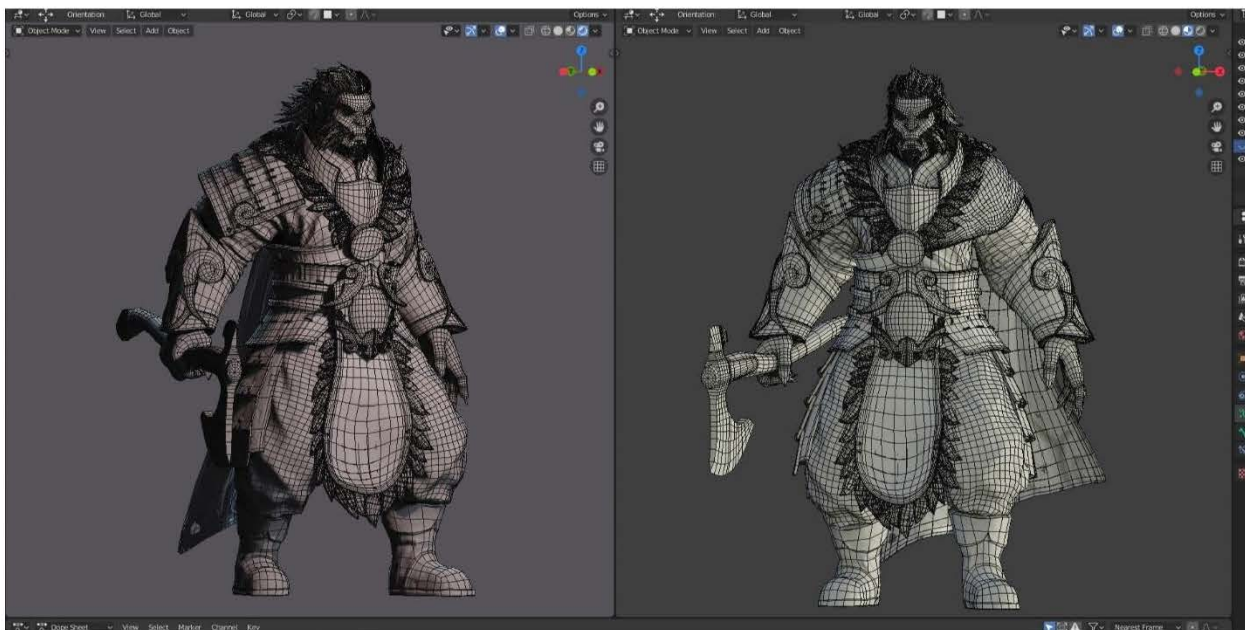 Orientation: Global Global Options
Object Mode View Select Add Object
Z
Orientation: Global Global Options
Object Mode View Select Add Object
Z
X
Dope Sheet View Select Marker Channel Key
Nearest Frame